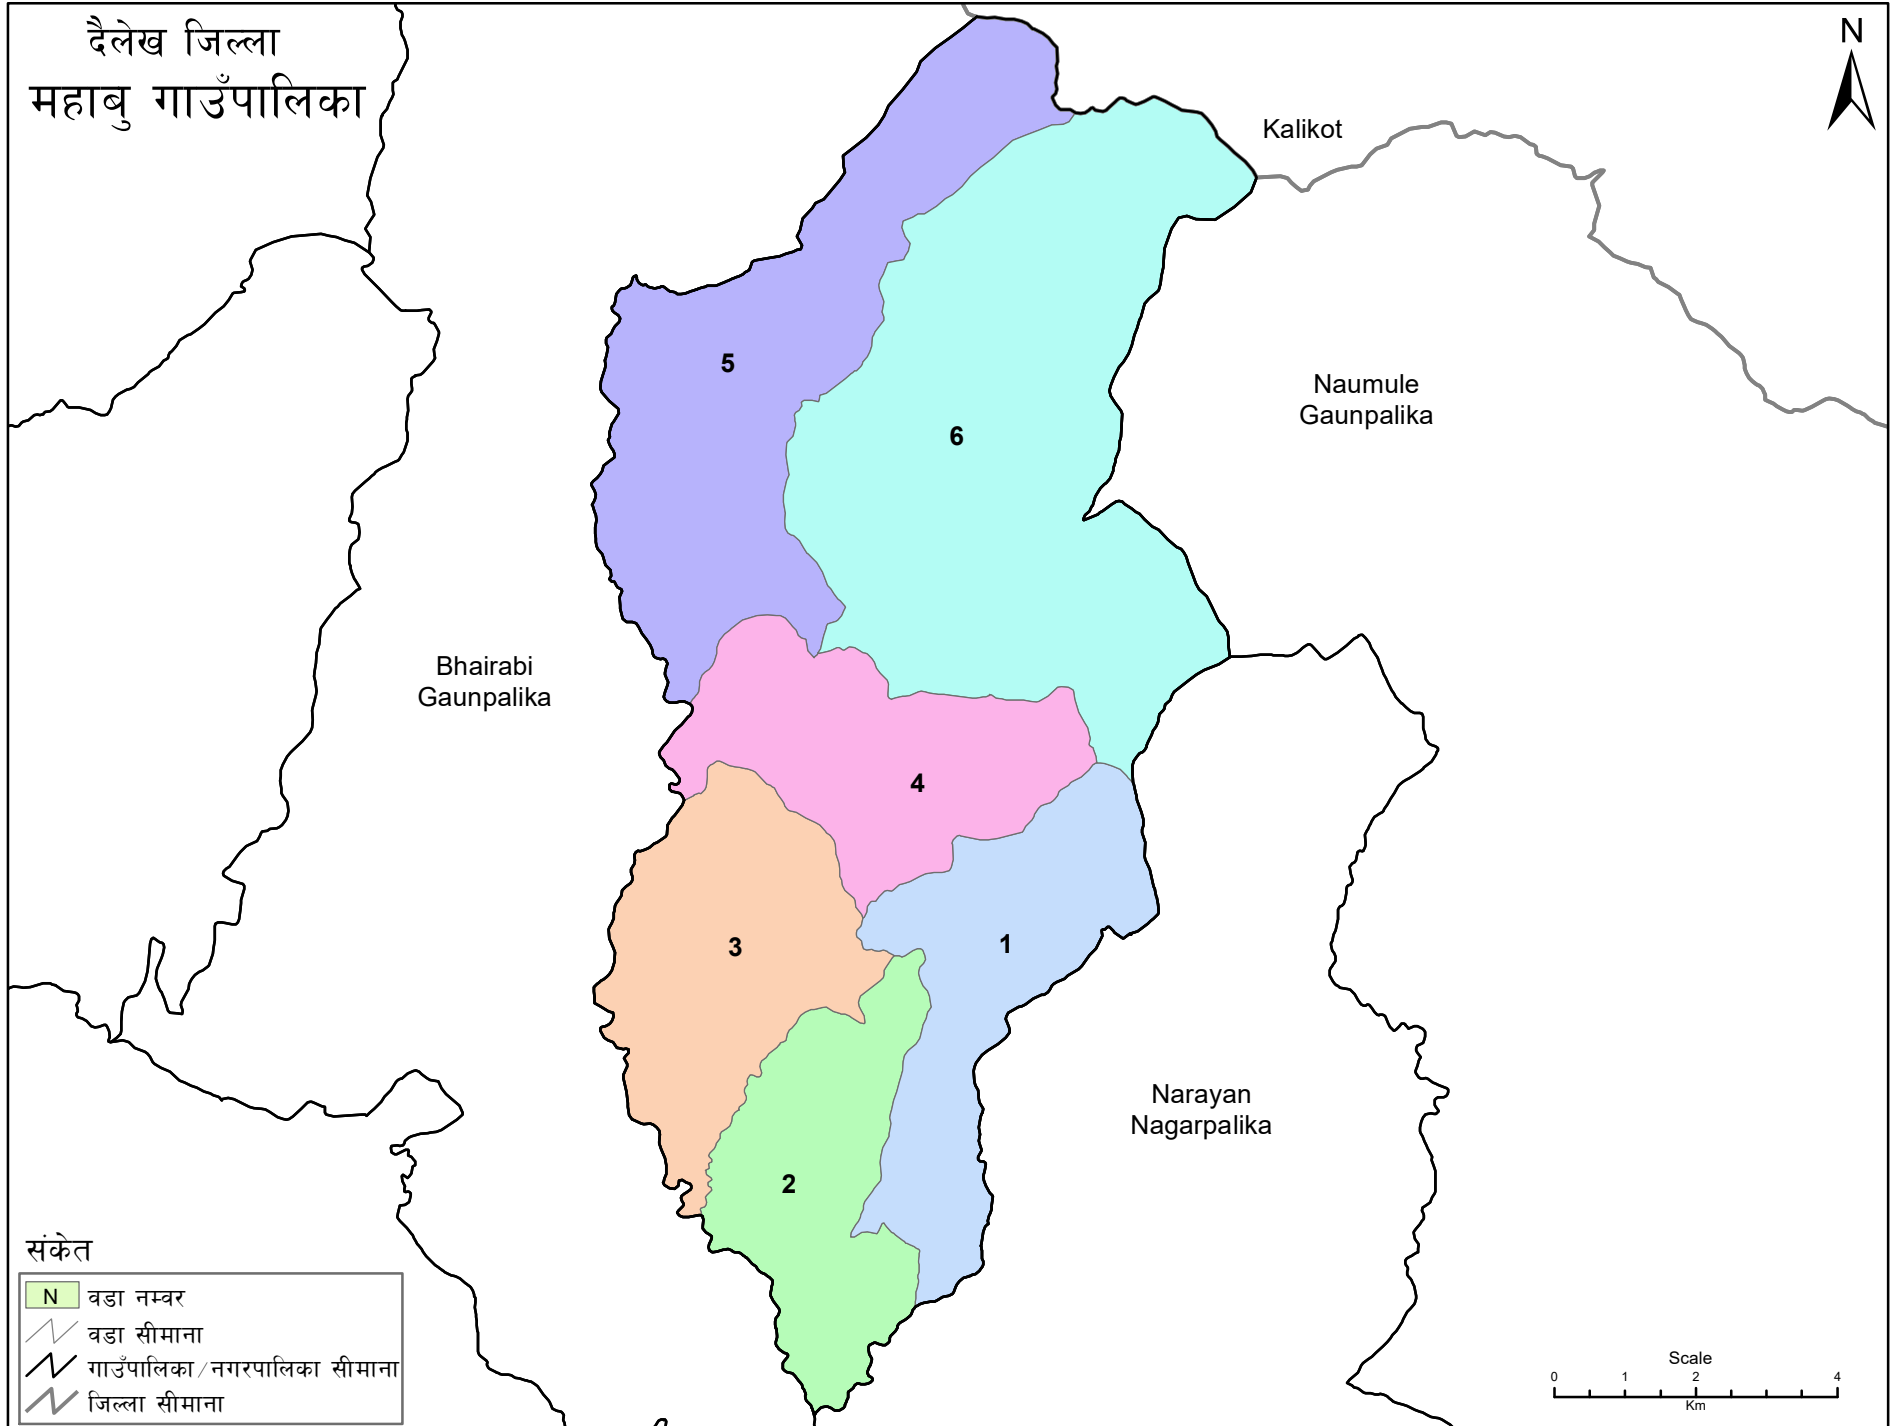 दैलेख जिल्ला
महाबु गाउँपालिका
N
Kalikot
5
Naumule
Gaunpalika
6
Bhairabi
Gaunpalika
4
3
1
Narayan
Nagarpalika
2
संकेत
N वडा नम्वर
वडा सीमाना
गाउँपालिका/नगरपालिका सीमाना
जिल्ला सीमाना
Scale
0 1 2 4
Km